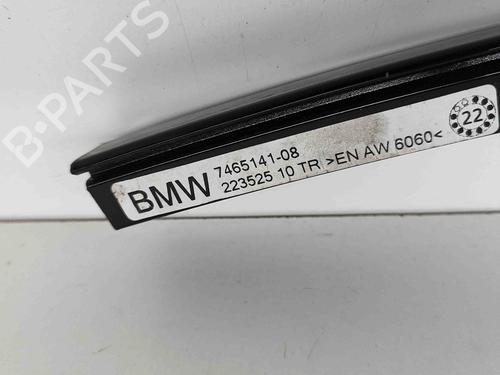 B-PARTS
BMW
7465141-08
223525 10 TR >EN AW 6060<
22